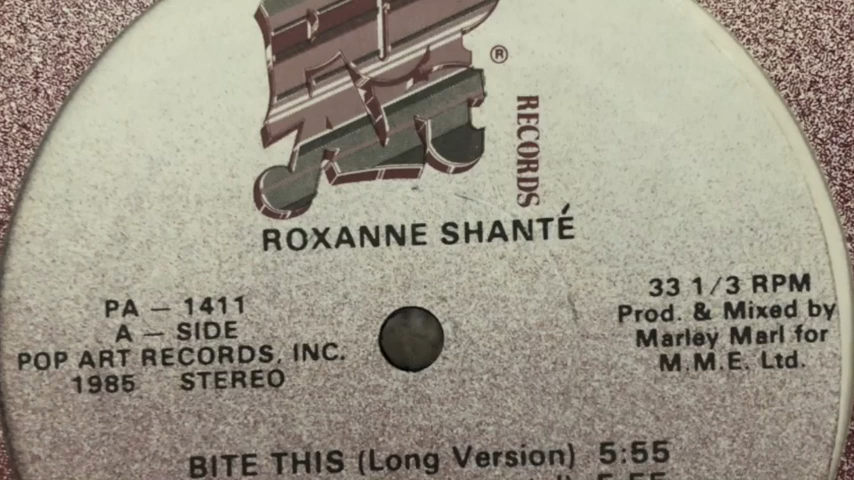 ®
RECORDS
ROXANNE SHANTÉ
PA — 1411
A — SIDE
POP ART RECORDS, INC.
1985 STEREO
33 1/3 RPM
Prod. & Mixed by
Marley Marl for
M.M.E. Ltd.
BITE THIS (Long Version) 5:55